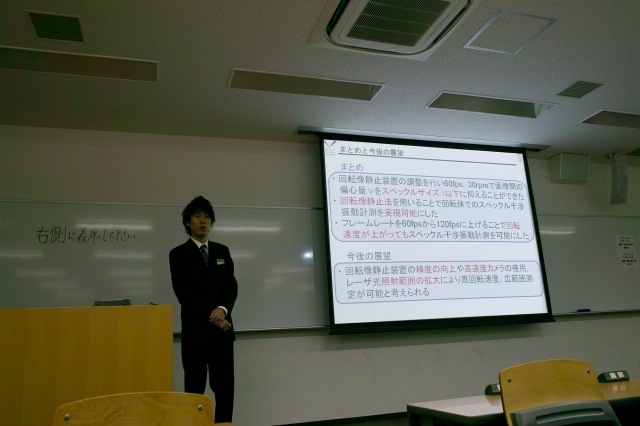 まとめと今後の展望
まとめ
・回転像静止装置の調整を行い60fps, 30rpmで画像間の
偏心量 をスペックルサイズ 以下に抑えることができた
・回転像静止法を用いることで回転体でのスペックル干渉
振動計測を実現可能にした
・フレームレートを60fpsから120fpsに上げることで回転
速度が上がってもスペックル干渉振動計測を可能にした
今後の展望
・回転像静止装置の精度の向上や高速度カメラの使用,
レーザ光照射範囲の拡大により高回転速度, 広範囲測
定が可能と考えられる
右側に着席して下さい